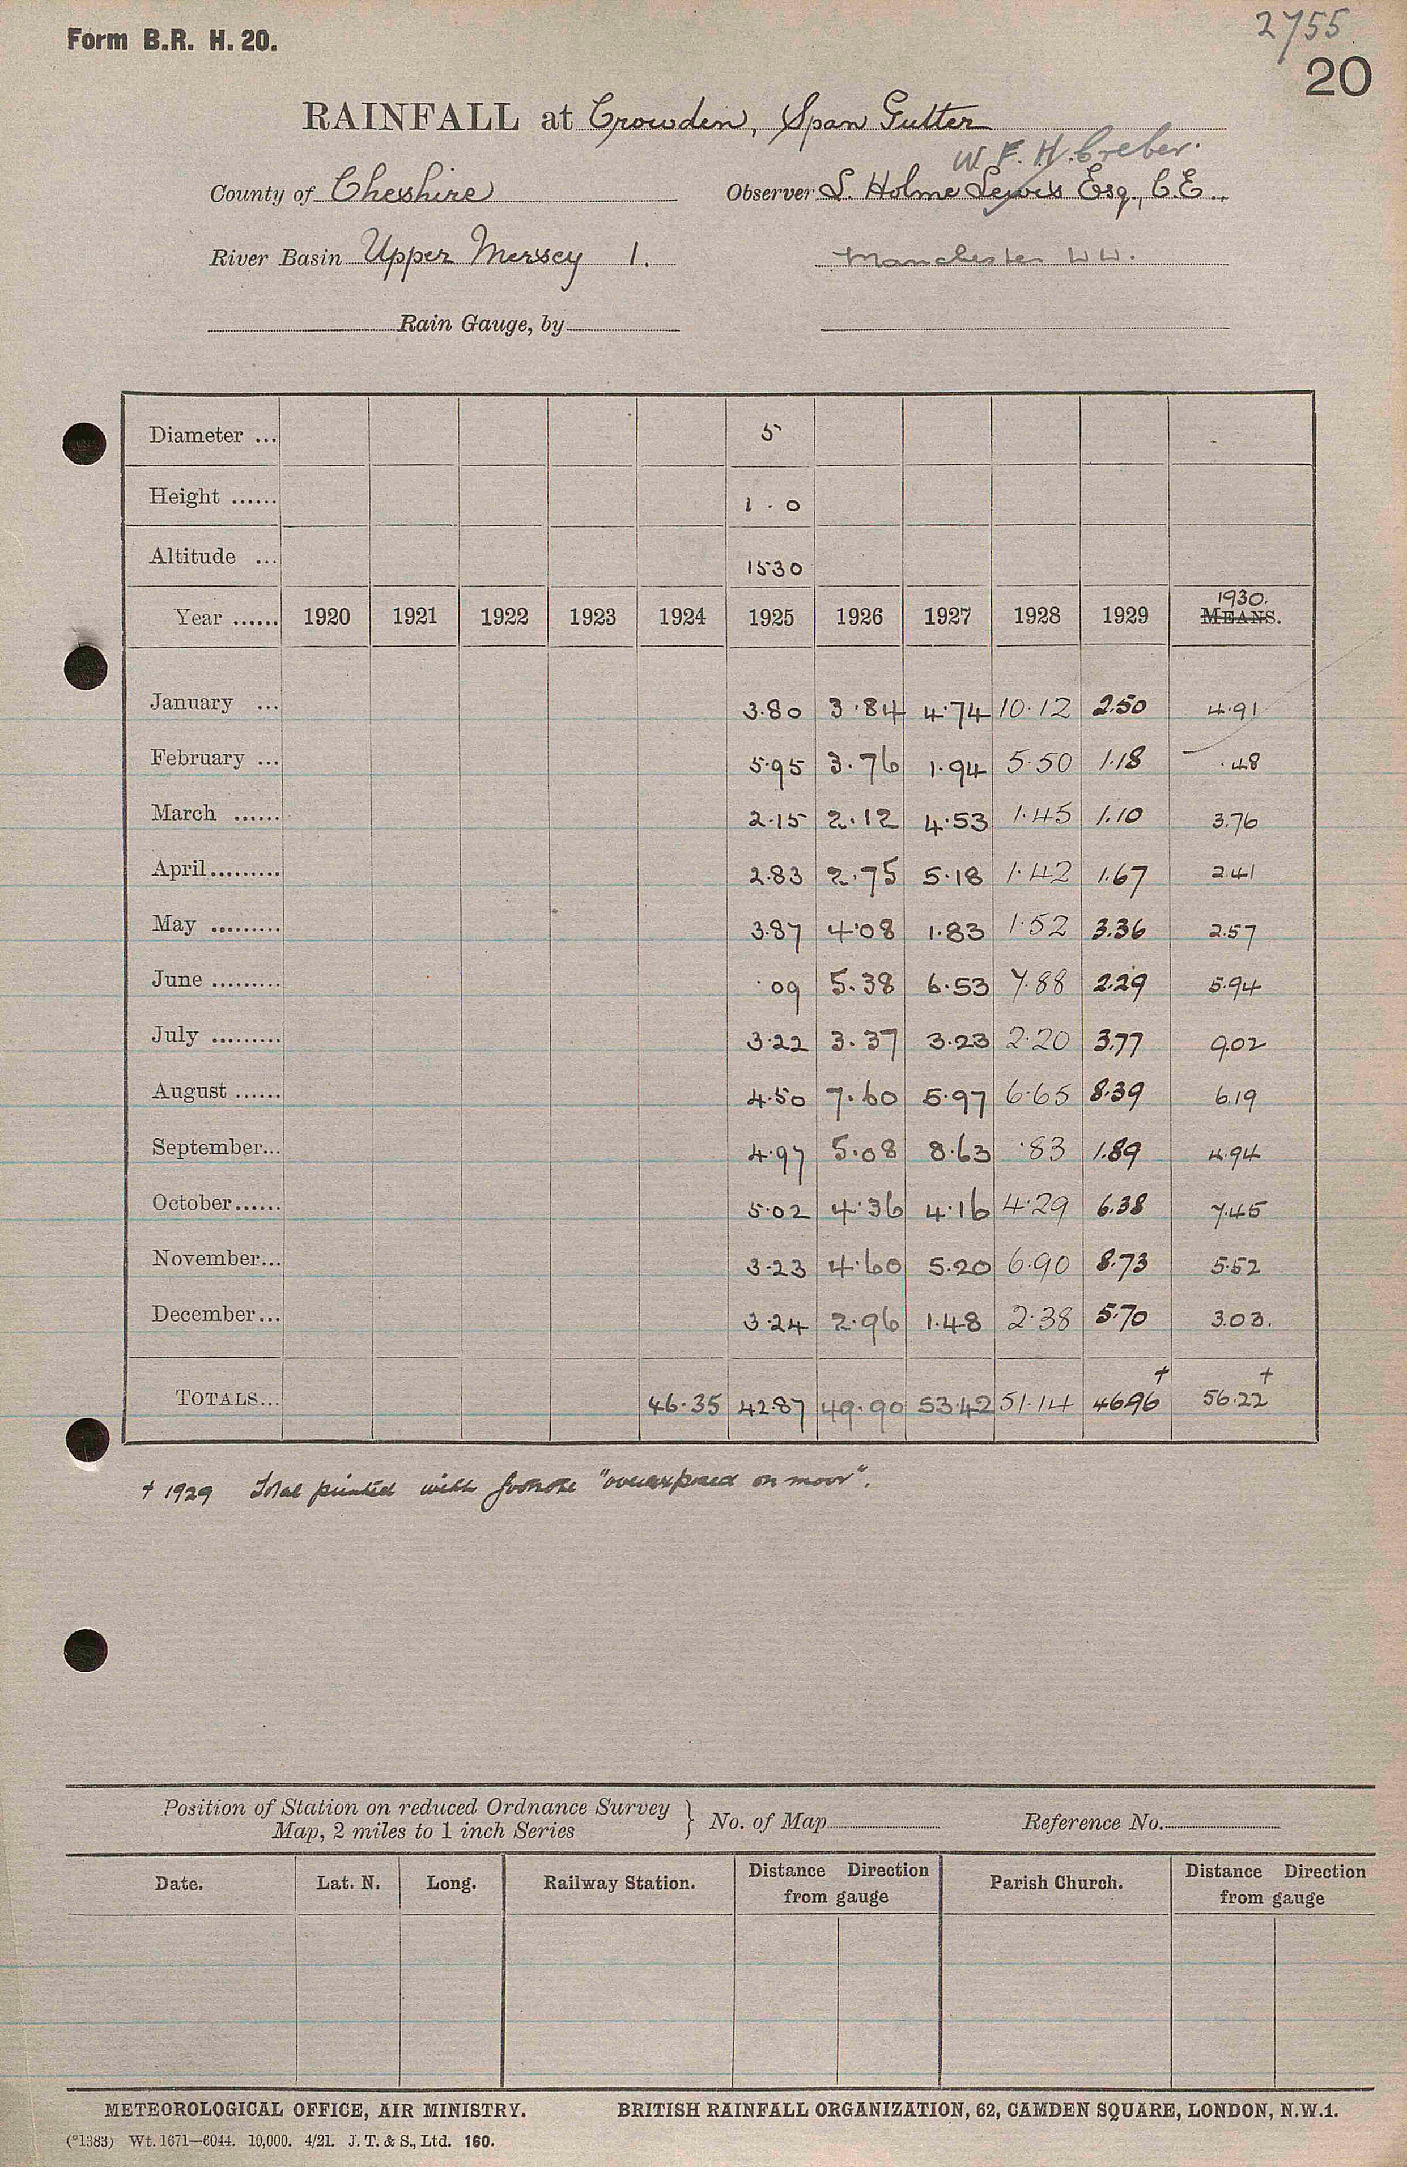 Form B.R. H. 20.
2755
20
RAINFALL at Crowden, Span Gutter
W. F. H. Creber.
County of Cheshire Observer S. Holme Lewis Esq., C.E.,
River Basin Upper Mersey 1. Manchester W W.
Rain Gauge, by
Diameter ... 5
Height ...... 1 . 0
Altitude ... 1530
1930.
Year ...... 1920 1921 1922 1923 1924 1925 1926 1927 1928 1929 MEANS.
January ... 3.80 3.84 4.74 10.12 2.50 4.91
February ... 5.95 3.76 1.94 5.50 1.18 .48
March ...... 2.15 2.12 4.53 1.45 1.10 3.76
April......... 2.83 2.75 5.18 1.42 1.67 2.41
May ......... 3.87 4.08 1.83 1.52 3.36 2.57
June ......... .09 5.38 6.53 7.88 2.29 5.94
July ......... 3.22 3.37 3.23 2.20 3.77 9.02
August ...... 4.50 7.60 5.97 6.65 8.39 6.19
September... 4.97 5.08 8.63 .83 1.89 4.94
October...... 5.02 4.36 4.16 4.29 6.38 7.45
November... 3.23 4.60 5.20 6.90 8.73 5.52
December... 3.24 2.96 1.48 2.38 5.70 3.03.
TOTALS... 46.35 42.87 49.90 53.42 51.14 46.96† 56.22†
† 1929 Total printed with footnote "overexposed on moor".
Position of Station on reduced Ordnance Survey
Map, 2 miles to 1 inch Series } No. of Map Reference No.
Date. Lat. N. Long. Railway Station. Distance Direction Parish Church. Distance Direction
from gauge from gauge
METEOROLOGICAL OFFICE, AIR MINISTRY. BRITISH RAINFALL ORGANIZATION, 62, CAMDEN SQUARE, LONDON, N.W.1.
(*1383) Wt. 1671—6044. 10,000. 4/21. J. T. & S., Ltd. 160.